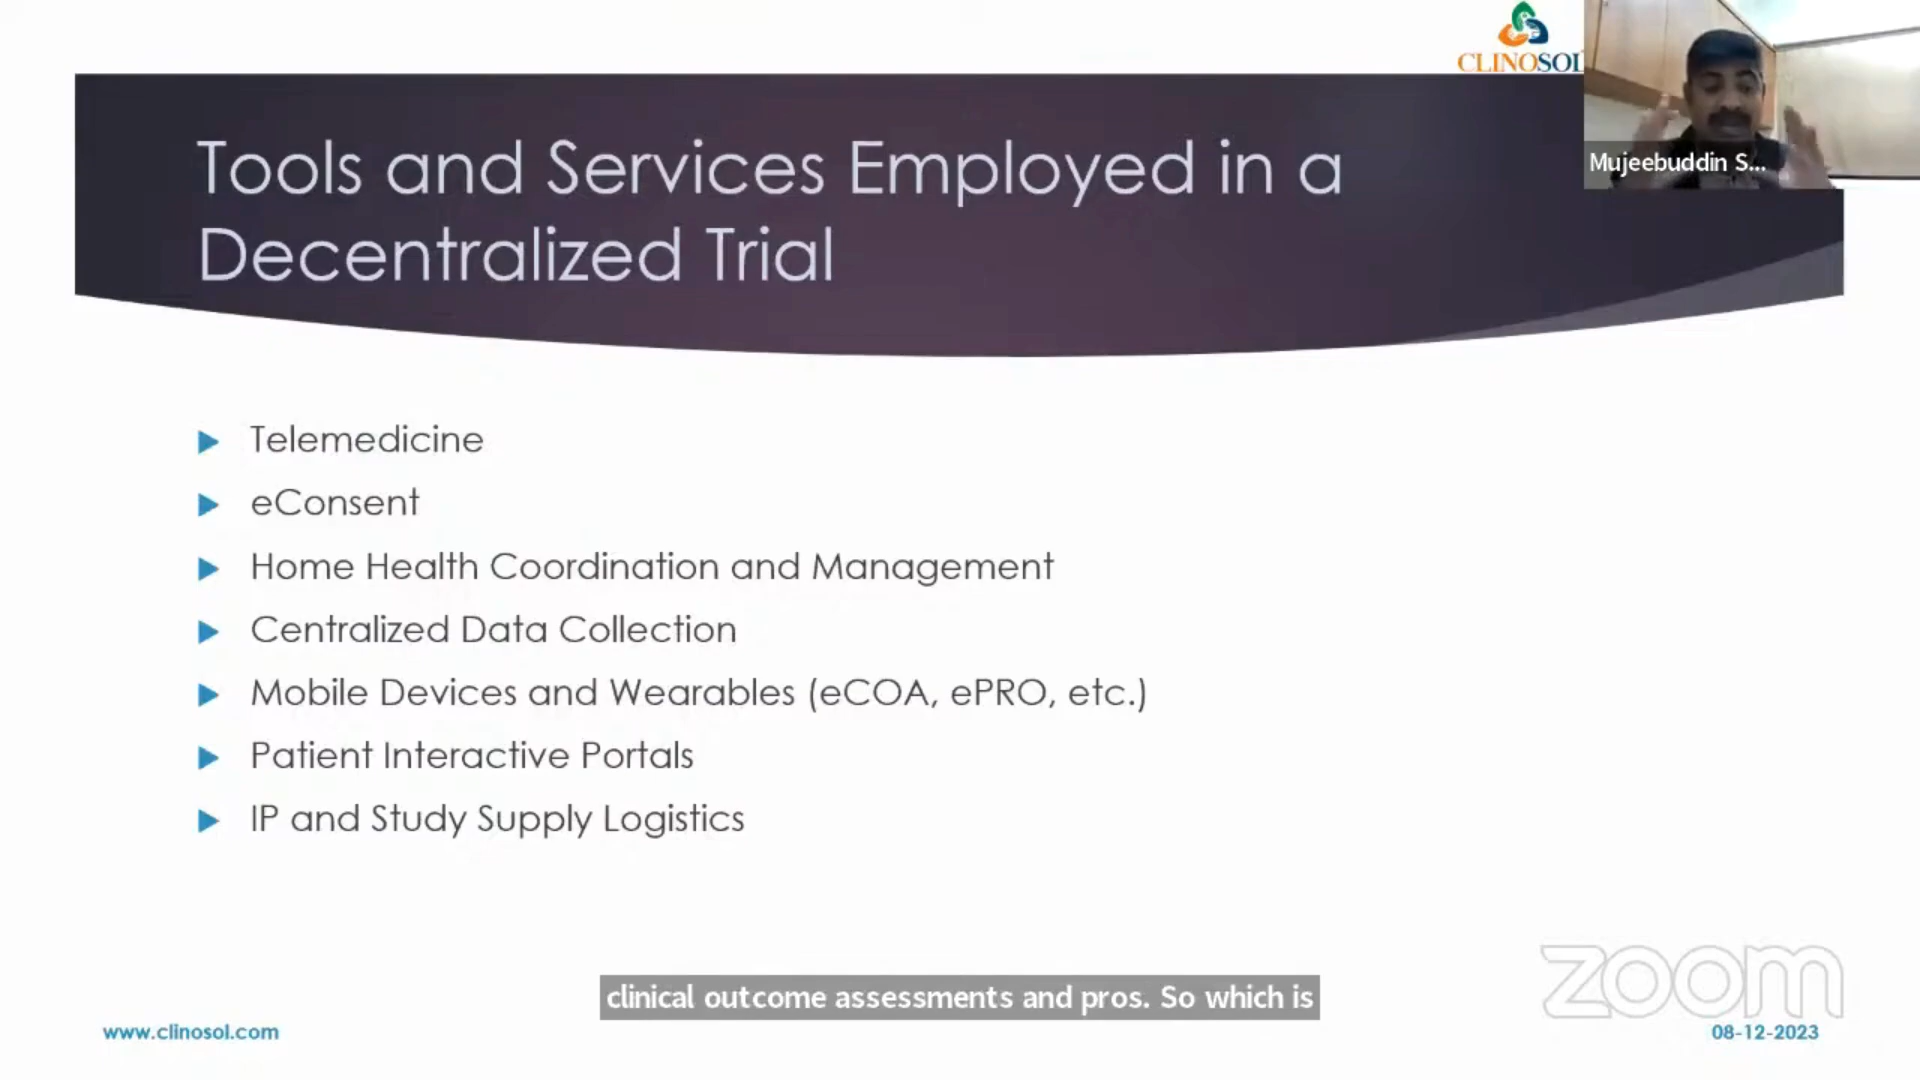 CLINOSOL
Mujeebuddin S...
Tools and Services Employed in a
Decentralized Trial
Telemedicine
eConsent
Home Health Coordination and Management
Centralized Data Collection
Mobile Devices and Wearables (eCOA, ePRO, etc.)
Patient Interactive Portals
IP and Study Supply Logistics
clinical outcome assessments and pros. So which is
zoom
www.clinosol.com
08-12-2023